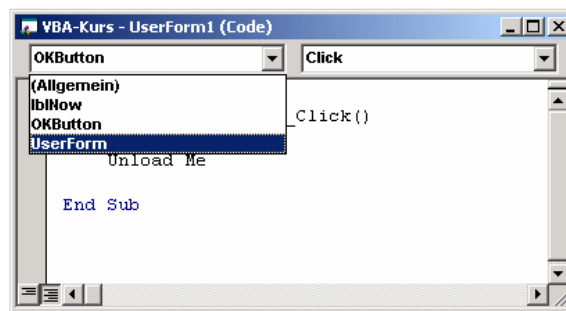 VBA-Kurs - UserForm1 (Code)
OKButton Click
(Allgemein)
lblNow
OKButton
_Click()
UserForm
Unload Me
End Sub